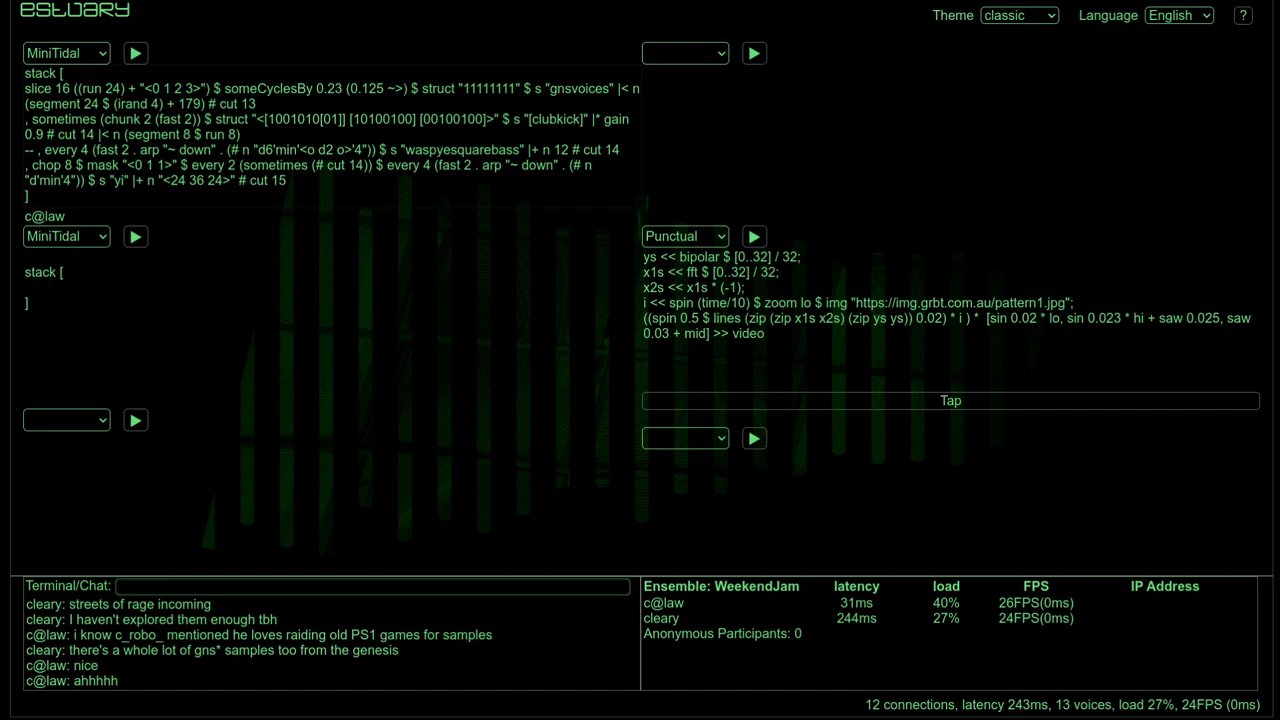 estuary
Theme classic Language English ?
MiniTidal
stack [
slice 16 ((run 24) + "<0 1 2 3>") $ someCyclesBy 0.23 (0.125 ~>) $ struct "11111111" $ s "gnsvoices" |< n
(segment 24 $ (irand 4) + 179) # cut 13
, sometimes (chunk 2 (fast 2)) $ struct "<[1001010[01]] [10100100] [00100100]>" $ s "[clubkick]" |* gain
0.9 # cut 14 |< n (segment 8 $ run 8)
-- , every 4 (fast 2 . arp "~ down" . (# n "d6'min'<o d2 o>'4")) $ s "waspyesquarebass" |+ n 12 # cut 14
, chop 8 $ mask "<0 1 1>" $ every 2 (sometimes (# cut 14)) $ every 4 (fast 2 . arp "~ down" . (# n
"d'min'4")) $ s "yi" |+ n "<24 36 24>" # cut 15
]
c@law
MiniTidal
stack [
]
Punctual
ys << bipolar $ [0..32] / 32;
x1s << fft $ [0..32] / 32;
x2s << x1s * (-1);
i << spin (time/10) $ zoom lo $ img "https://img.grbt.com.au/pattern1.jpg";
((spin 0.5 $ lines (zip (zip x1s x2s) (zip ys ys)) 0.02) * i ) * [sin 0.02 * lo, sin 0.023 * hi + saw 0.025, saw
0.03 + mid] >> video
Tap
Terminal/Chat:
cleary: streets of rage incoming
cleary: I haven't explored them enough tbh
c@law: i know c_robo_ mentioned he loves raiding old PS1 games for samples
cleary: there's a whole lot of gns* samples too from the genesis
c@law: nice
c@law: ahhhhh
Ensemble: WeekendJam latency load FPS IP Address
c@law 31ms 40% 26FPS(0ms)
cleary 244ms 27% 24FPS(0ms)
Anonymous Participants: 0
12 connections, latency 243ms, 13 voices, load 27%, 24FPS (0ms)